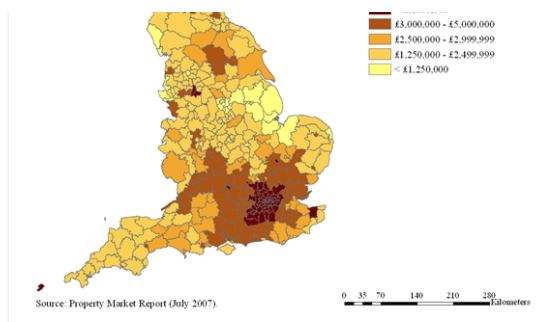 £3,000,000 - £5,000,000
£2,500,000 - £2,999,999
£1,250,000 - £2,499,999
< £1,250,000
Source: Property Market Report (July 2007).
0 35 70 140 210 280
Kilometers